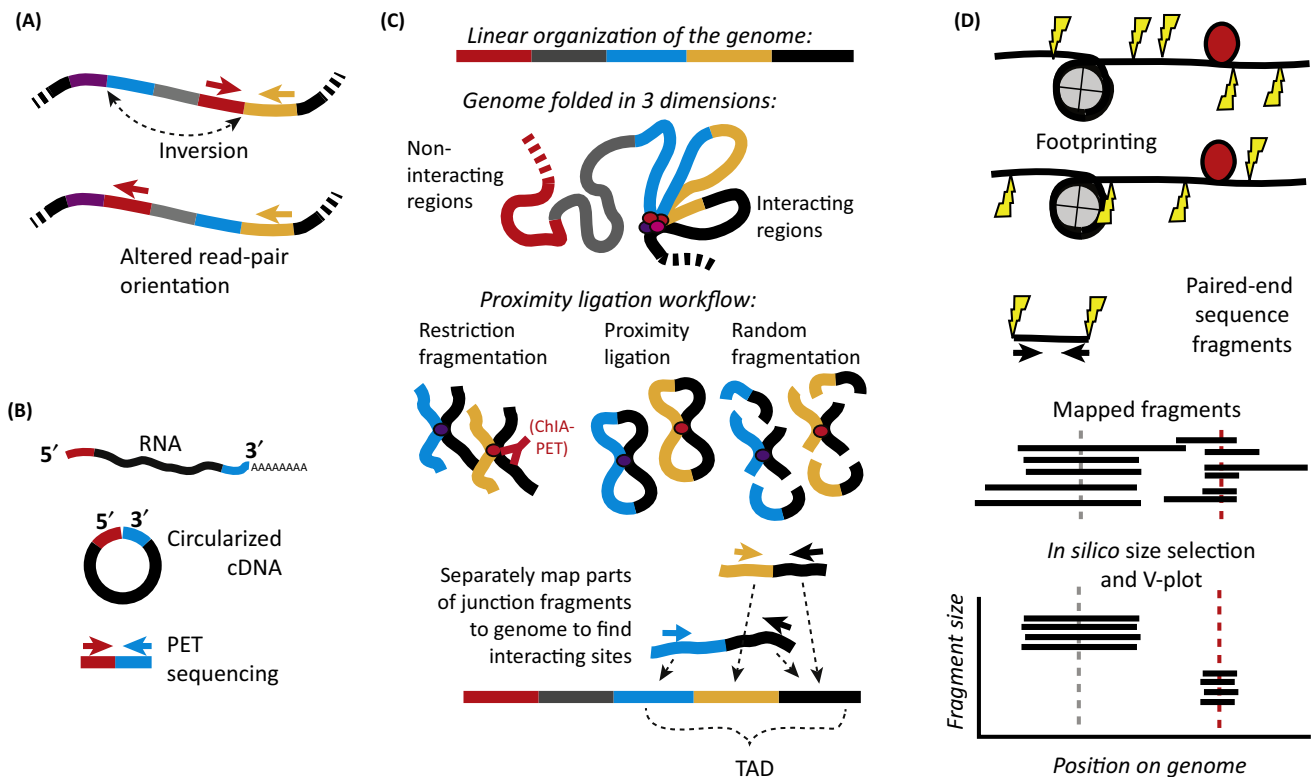 (A)
Inversion
Altered read-pair
orientation
(B)
5′ RNA 3′ AAAAAAAA
5′ 3′
Circularized
cDNA
PET
sequencing
(C)
Linear organization of the genome:
Genome folded in 3 dimensions:
Non-
interacting
regions
Interacting
regions
Proximity ligation workflow:
Restriction
fragmentation
Proximity
ligation
Random
fragmentation
(ChIA-
PET)
Separately map parts
of junction fragments
to genome to find
interacting sites
TAD
(D)
Footprinting
Paired-end
sequence
fragments
Mapped fragments
In silico size selection
and V-plot
Fragment size
Position on genome